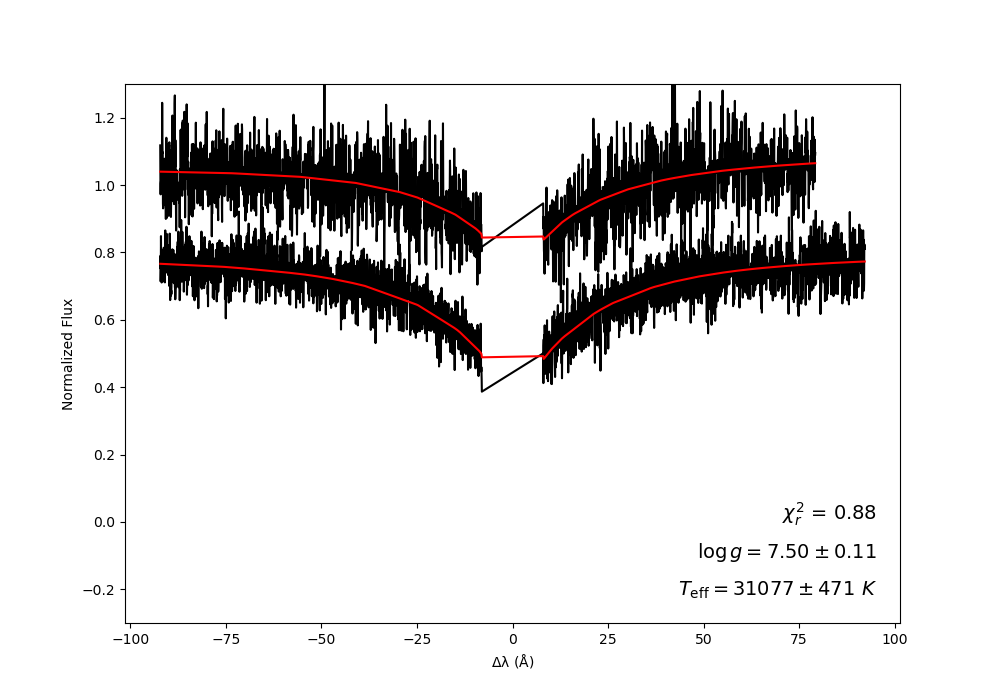 1.2
1.0
0.8
0.6
0.4
0.2
0.0
−0.2
Normalized Flux
χ²ᵣ = 0.88
log g = 7.50 ± 0.11
T_eff = 31077 ± 471 K
−100 −75 −50 −25 0 25 50 75 100
Δλ (Å)